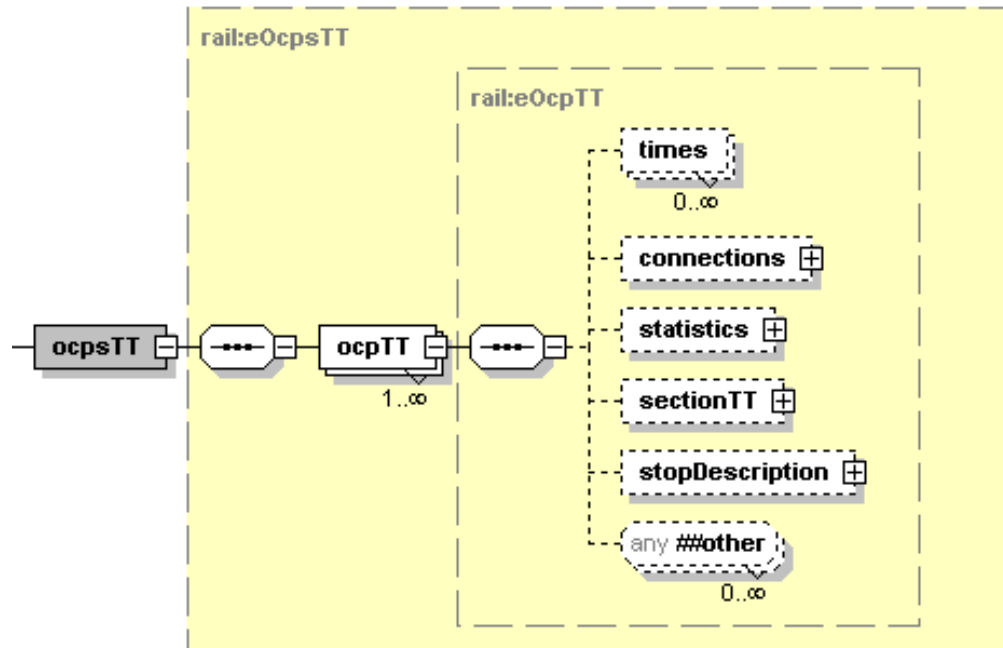 rail:eOcpsTT
rail:eOcpTT
times
0..∞
connections
statistics
ocpsTT
ocpTT
1..∞
sectionTT
stopDescription
any ##other
0..∞